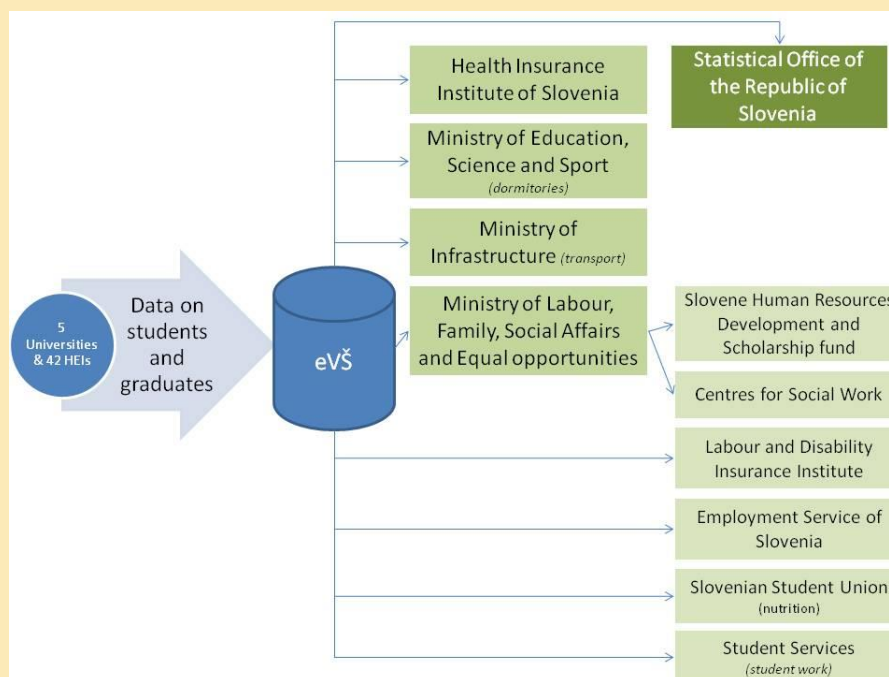 5
Universities
& 42 HEIs
Data on
students
and
graduates
eVŠ
Health Insurance
Institute of Slovenia
Ministry of Education,
Science and Sport
(dormitories)
Ministry of
Infrastructure (transport)
Ministry of Labour,
Family, Social Affairs
and Equal opportunities
Statistical Office of
the Republic of
Slovenia
Slovene Human Resources
Development and
Scholarship fund
Centres for Social Work
Labour and Disability
Insurance Institute
Employment Service of
Slovenia
Slovenian Student Union
(nutrition)
Student Services
(student work)